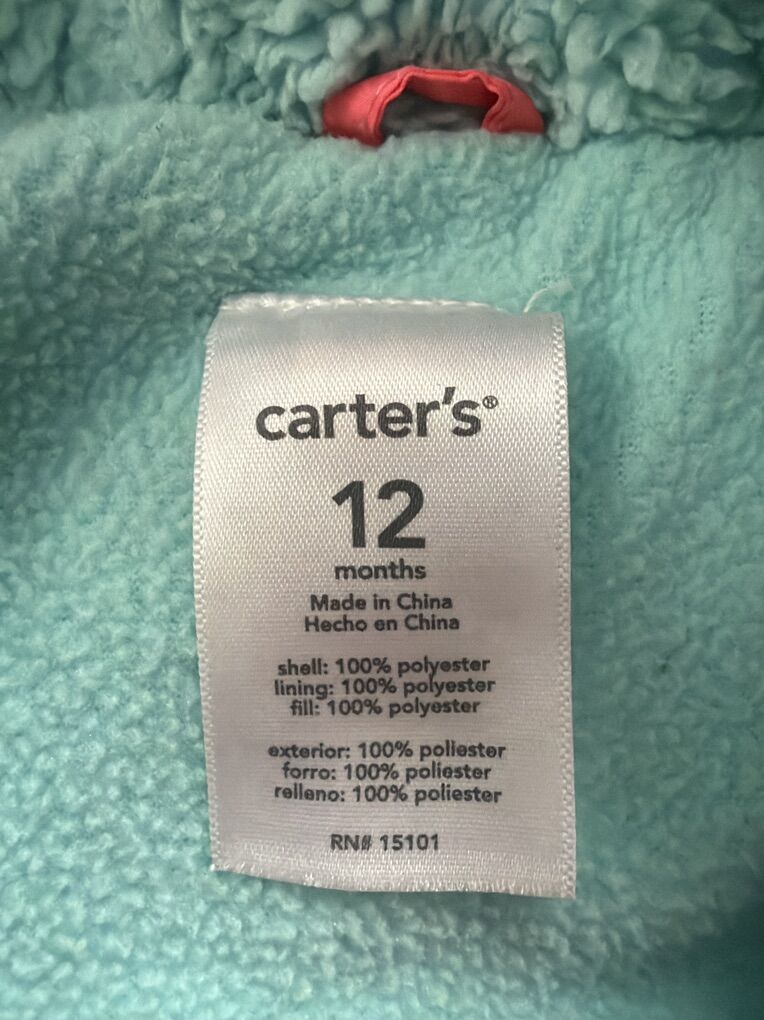 carter's®
12
months
Made in China
Hecho en China
shell: 100% polyester
lining: 100% polyester
fill: 100% polyester
exterior: 100% poliester
forro: 100% poliester
relleno: 100% poliester
RN# 15101